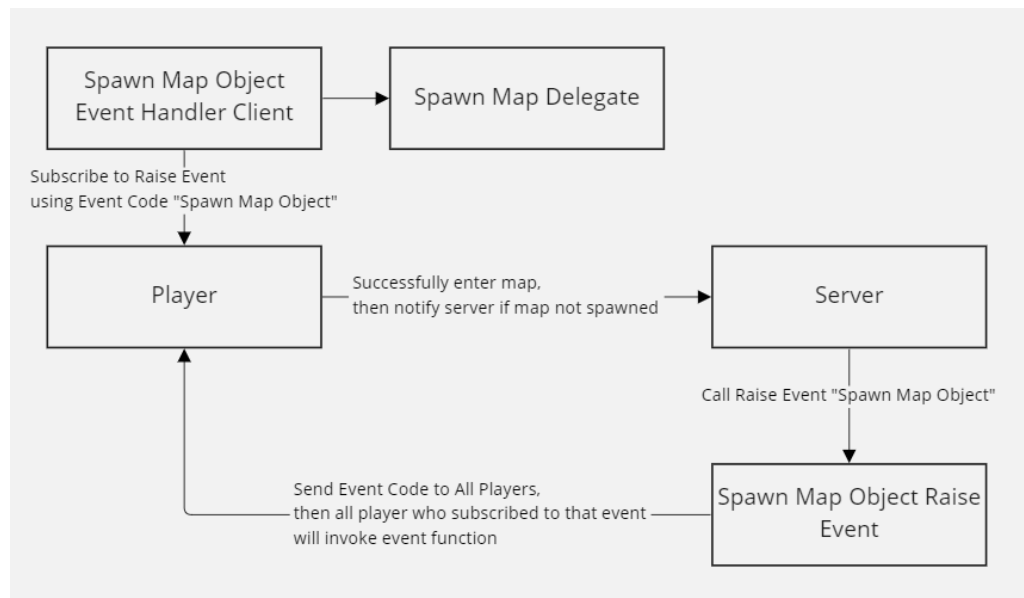 Spawn Map Object
Event Handler Client
Spawn Map Delegate
Subscribe to Raise Event
using Event Code "Spawn Map Object"
Player
Successfully enter map,
then notify server if map not spawned
Server
Call Raise Event "Spawn Map Object"
Send Event Code to All Players,
then all player who subscribed to that event
will invoke event function
Spawn Map Object Raise
Event